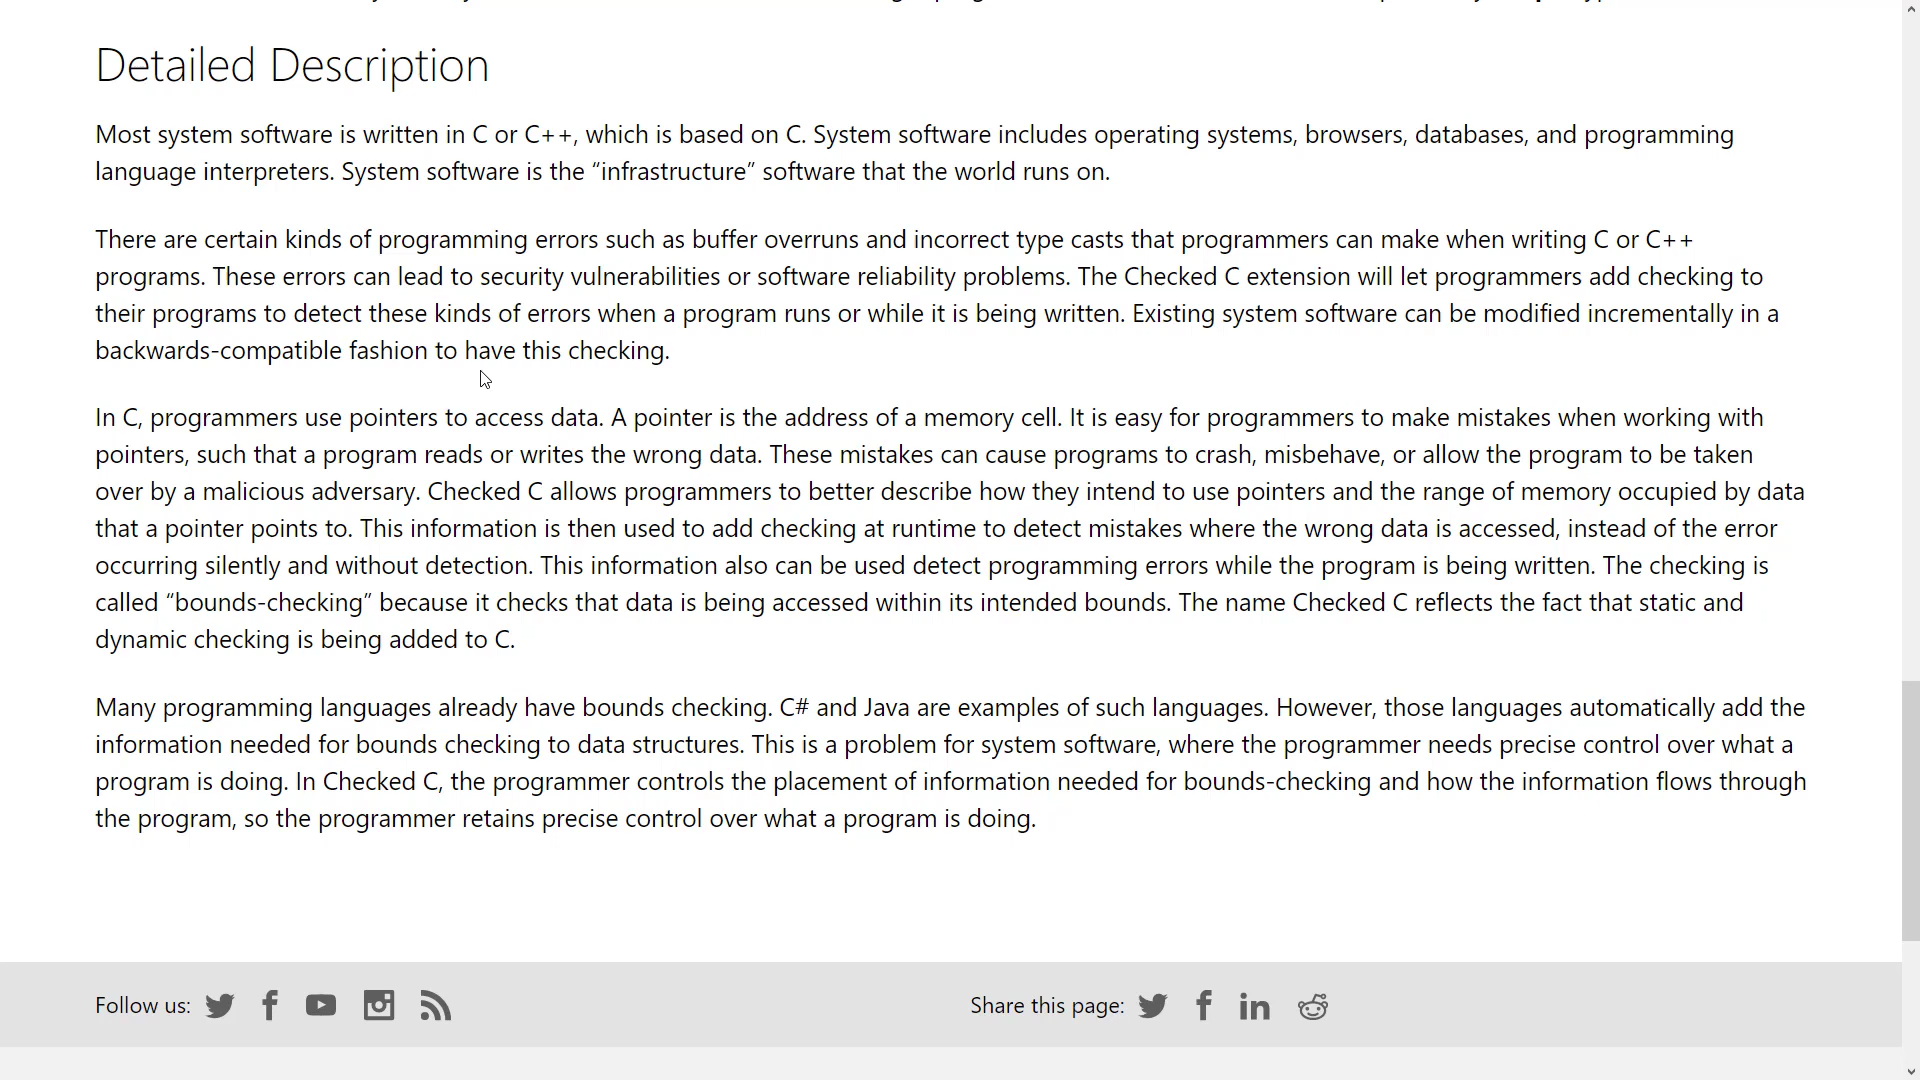 Detailed Description
Most system software is written in C or C++, which is based on C. System software includes operating systems, browsers, databases, and programming
language interpreters. System software is the “infrastructure” software that the world runs on.
There are certain kinds of programming errors such as buffer overruns and incorrect type casts that programmers can make when writing C or C++
programs. These errors can lead to security vulnerabilities or software reliability problems. The Checked C extension will let programmers add checking to
their programs to detect these kinds of errors when a program runs or while it is being written. Existing system software can be modified incrementally in a
backwards-compatible fashion to have this checking.
In C, programmers use pointers to access data. A pointer is the address of a memory cell. It is easy for programmers to make mistakes when working with
pointers, such that a program reads or writes the wrong data. These mistakes can cause programs to crash, misbehave, or allow the program to be taken
over by a malicious adversary. Checked C allows programmers to better describe how they intend to use pointers and the range of memory occupied by data
that a pointer points to. This information is then used to add checking at runtime to detect mistakes where the wrong data is accessed, instead of the error
occurring silently and without detection. This information also can be used detect programming errors while the program is being written. The checking is
called “bounds-checking” because it checks that data is being accessed within its intended bounds. The name Checked C reflects the fact that static and
dynamic checking is being added to C.
Many programming languages already have bounds checking. C# and Java are examples of such languages. However, those languages automatically add the
information needed for bounds checking to data structures. This is a problem for system software, where the programmer needs precise control over what a
program is doing. In Checked C, the programmer controls the placement of information needed for bounds-checking and how the information flows through
the program, so the programmer retains precise control over what a program is doing.
Follow us:
Share this page: